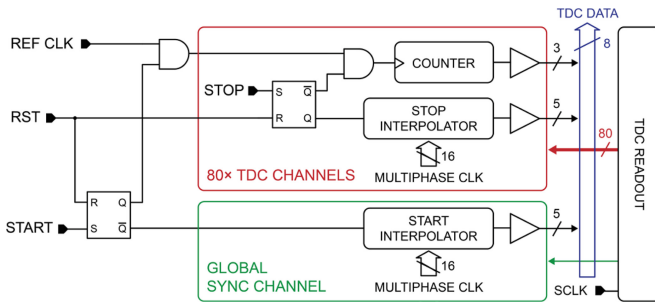 TDC DATA
8
REF CLK
3
COUNTER
STOP
S
Q
R
Q
STOP
INTERPOLATOR
5
RST
16
MULTIPHASE CLK
80× TDC CHANNELS
80
TDC READOUT
R
Q
S
Q
START
START
INTERPOLATOR
5
16
MULTIPHASE CLK
GLOBAL
SYNC CHANNEL
SCLK